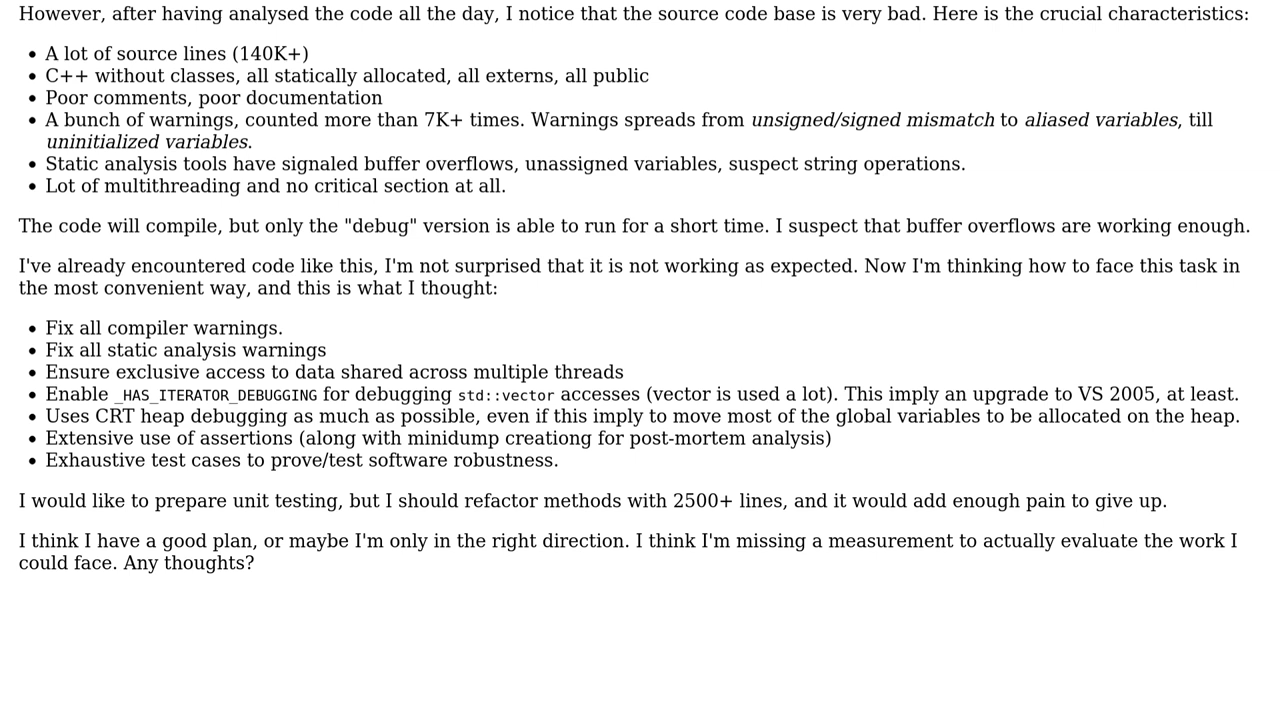 However, after having analysed the code all the day, I notice that the source code base is very bad. Here is the crucial characteristics:
• A lot of source lines (140K+)
• C++ without classes, all statically allocated, all externs, all public
• Poor comments, poor documentation
• A bunch of warnings, counted more than 7K+ times. Warnings spreads from unsigned/signed mismatch to aliased variables, till
uninitialized variables.
• Static analysis tools have signaled buffer overflows, unassigned variables, suspect string operations.
• Lot of multithreading and no critical section at all.
The code will compile, but only the "debug" version is able to run for a short time. I suspect that buffer overflows are working enough.
I've already encountered code like this, I'm not surprised that it is not working as expected. Now I'm thinking how to face this task in
the most convenient way, and this is what I thought:
• Fix all compiler warnings.
• Fix all static analysis warnings
• Ensure exclusive access to data shared across multiple threads
• Enable _HAS_ITERATOR_DEBUGGING for debugging std::vector accesses (vector is used a lot). This imply an upgrade to VS 2005, at least.
• Uses CRT heap debugging as much as possible, even if this imply to move most of the global variables to be allocated on the heap.
• Extensive use of assertions (along with minidump creationg for post-mortem analysis)
• Exhaustive test cases to prove/test software robustness.
I would like to prepare unit testing, but I should refactor methods with 2500+ lines, and it would add enough pain to give up.
I think I have a good plan, or maybe I'm only in the right direction. I think I'm missing a measurement to actually evaluate the work I
could face. Any thoughts?